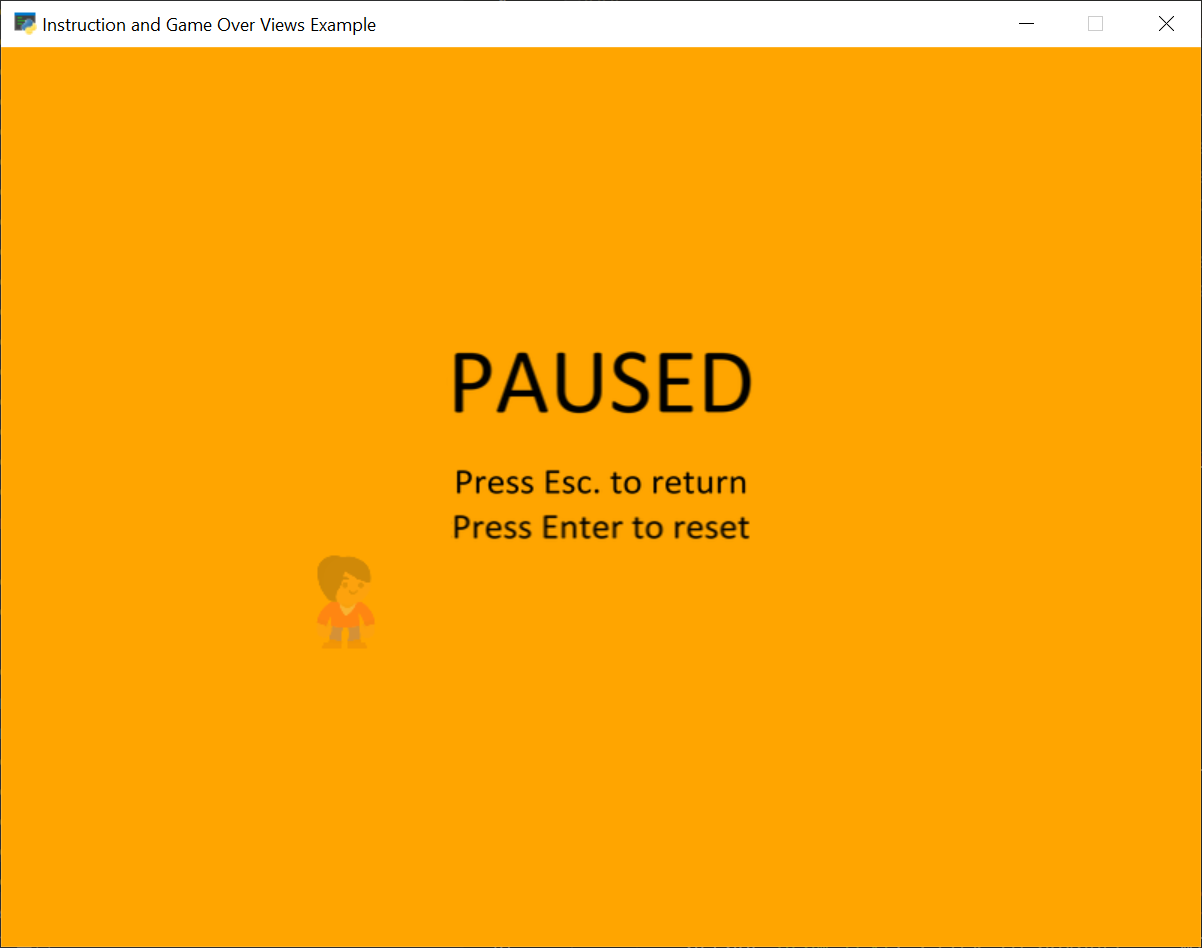 Instruction and Game Over Views Example
PAUSED
Press Esc. to return
Press Enter to reset